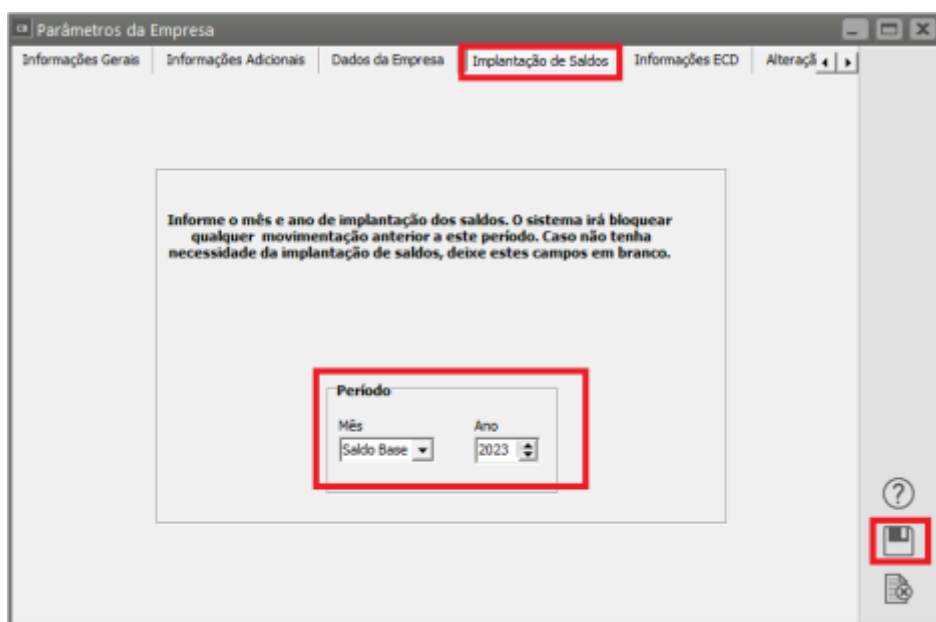 CB Parâmetros da Empresa
Informações Gerais Informações Adicionais Dados da Empresa Implantação de Saldos Informações ECD Alteraçã
Informe o mês e ano de implantação dos saldos. O sistema irá bloquear
qualquer movimentação anterior a este período. Caso não tenha
necessidade da implantação de saldos, deixe estes campos em branco.
Período
Mês Ano
Saldo Base 2023
?